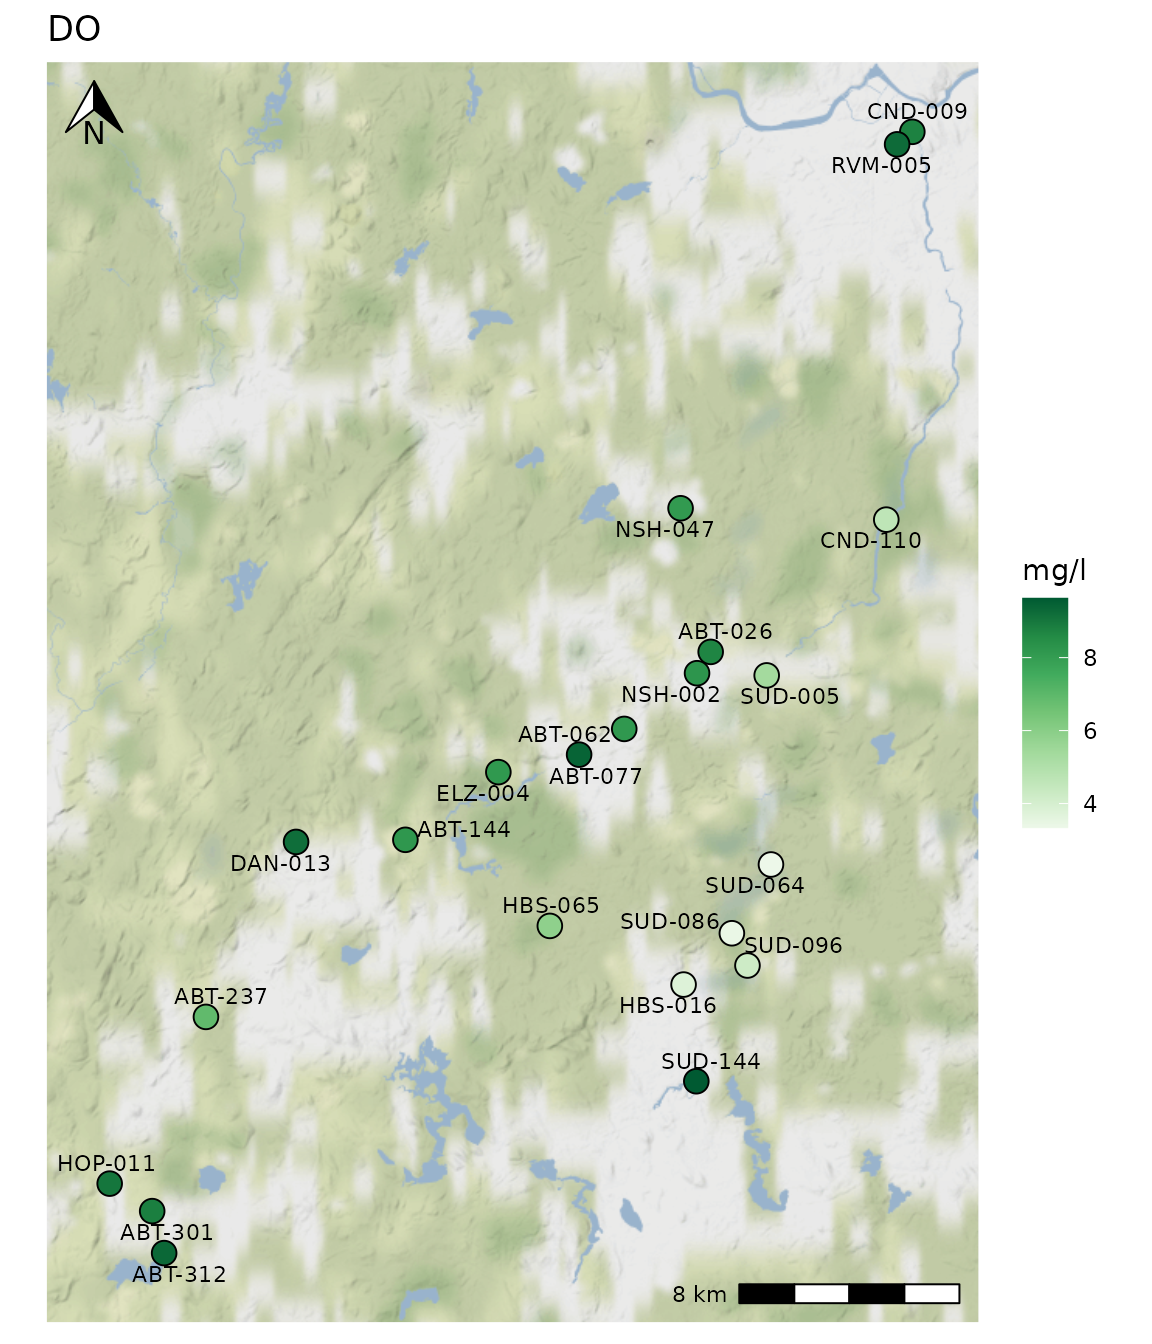 DO
N
CND-009
RVM-005
NSH-047
CND-110
mg/l
8
6
4
ABT-026
NSH-002
SUD-005
ABT-062
ABT-077
ELZ-004
ABT-144
DAN-013
SUD-064
HBS-065
SUD-086
SUD-096
ABT-237
HBS-016
SUD-144
HOP-011
ABT-301
ABT-312
8 km